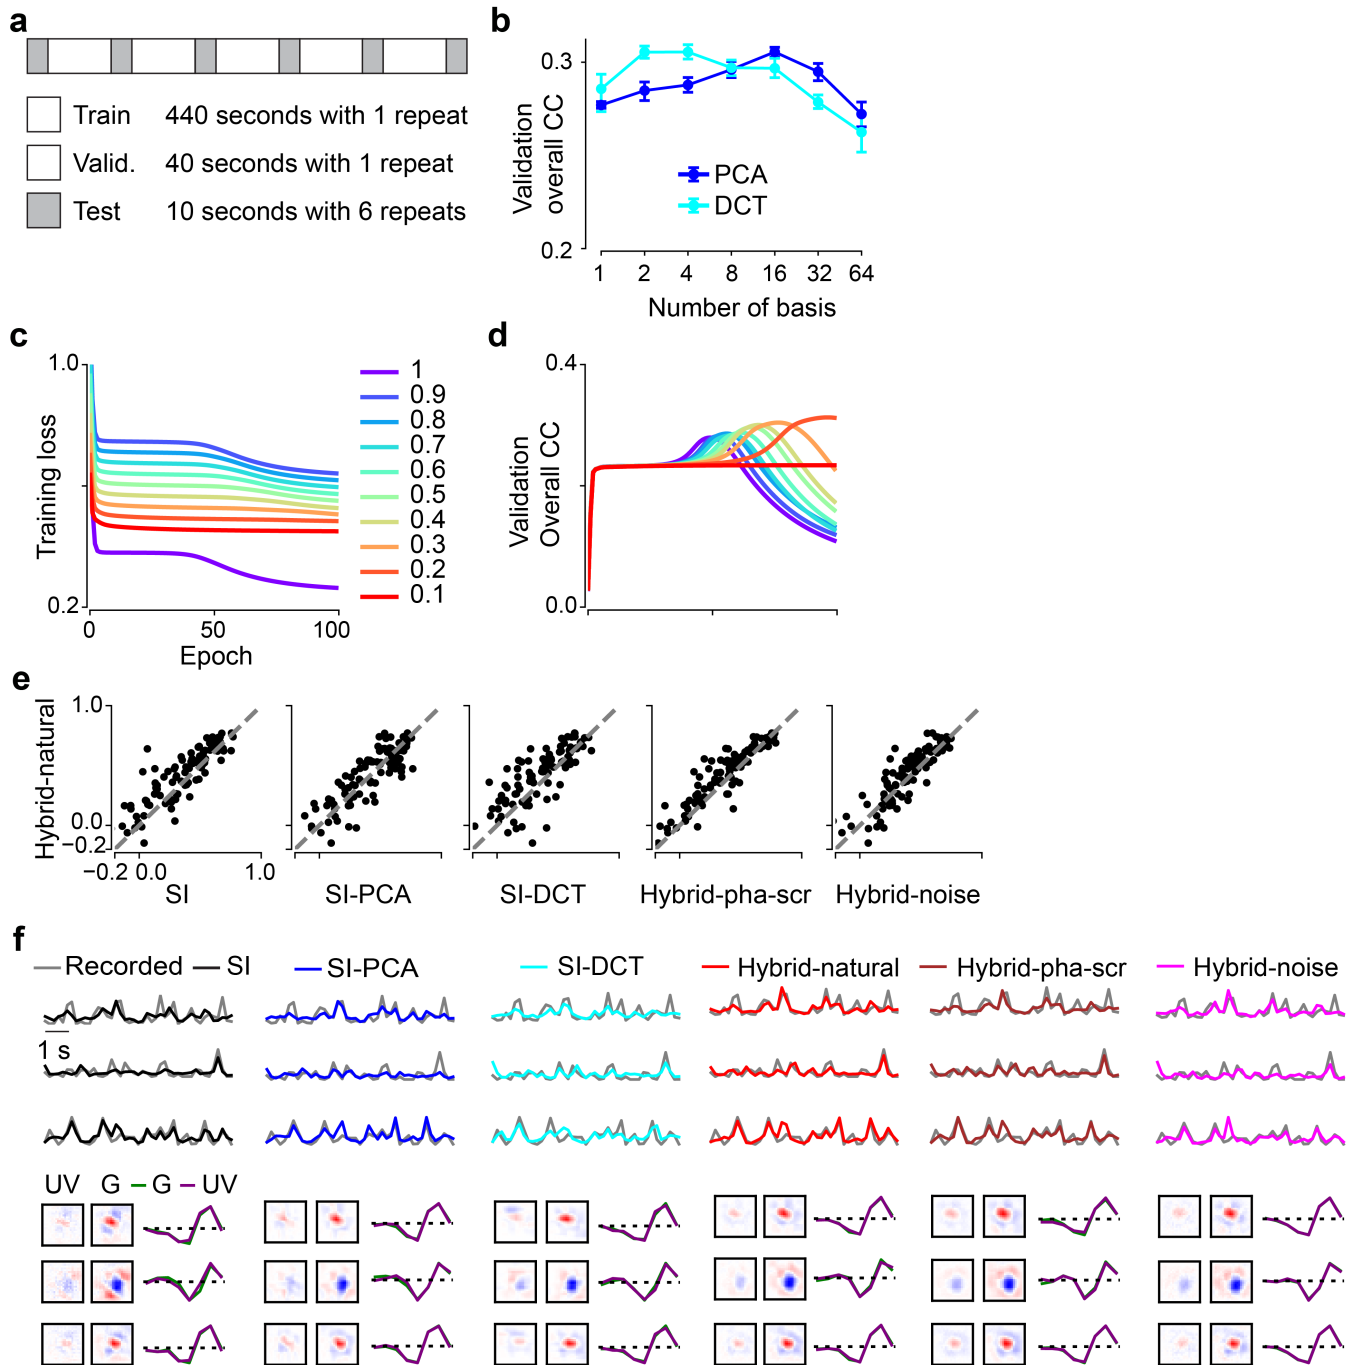 a
Train 440 seconds with 1 repeat
Valid. 40 seconds with 1 repeat
Test 10 seconds with 6 repeats
b
Validation
overall CC
0.3
0.2
PCA
DCT
1 2 4 8 16 32 64
Number of basis
c
Training loss
1.0
0.2
0 50 100
Epoch
1
0.9
0.8
0.7
0.6
0.5
0.4
0.3
0.2
0.1
d
Validation
Overall CC
0.4
0.0
e
Hybrid-natural
1.0
0.0
−0.2
−0.2 0.0 1.0
SI
SI-PCA
SI-DCT
Hybrid-pha-scr
Hybrid-noise
f
Recorded SI SI-PCA SI-DCT Hybrid-natural Hybrid-pha-scr Hybrid-noise
1 s
UV G G UV